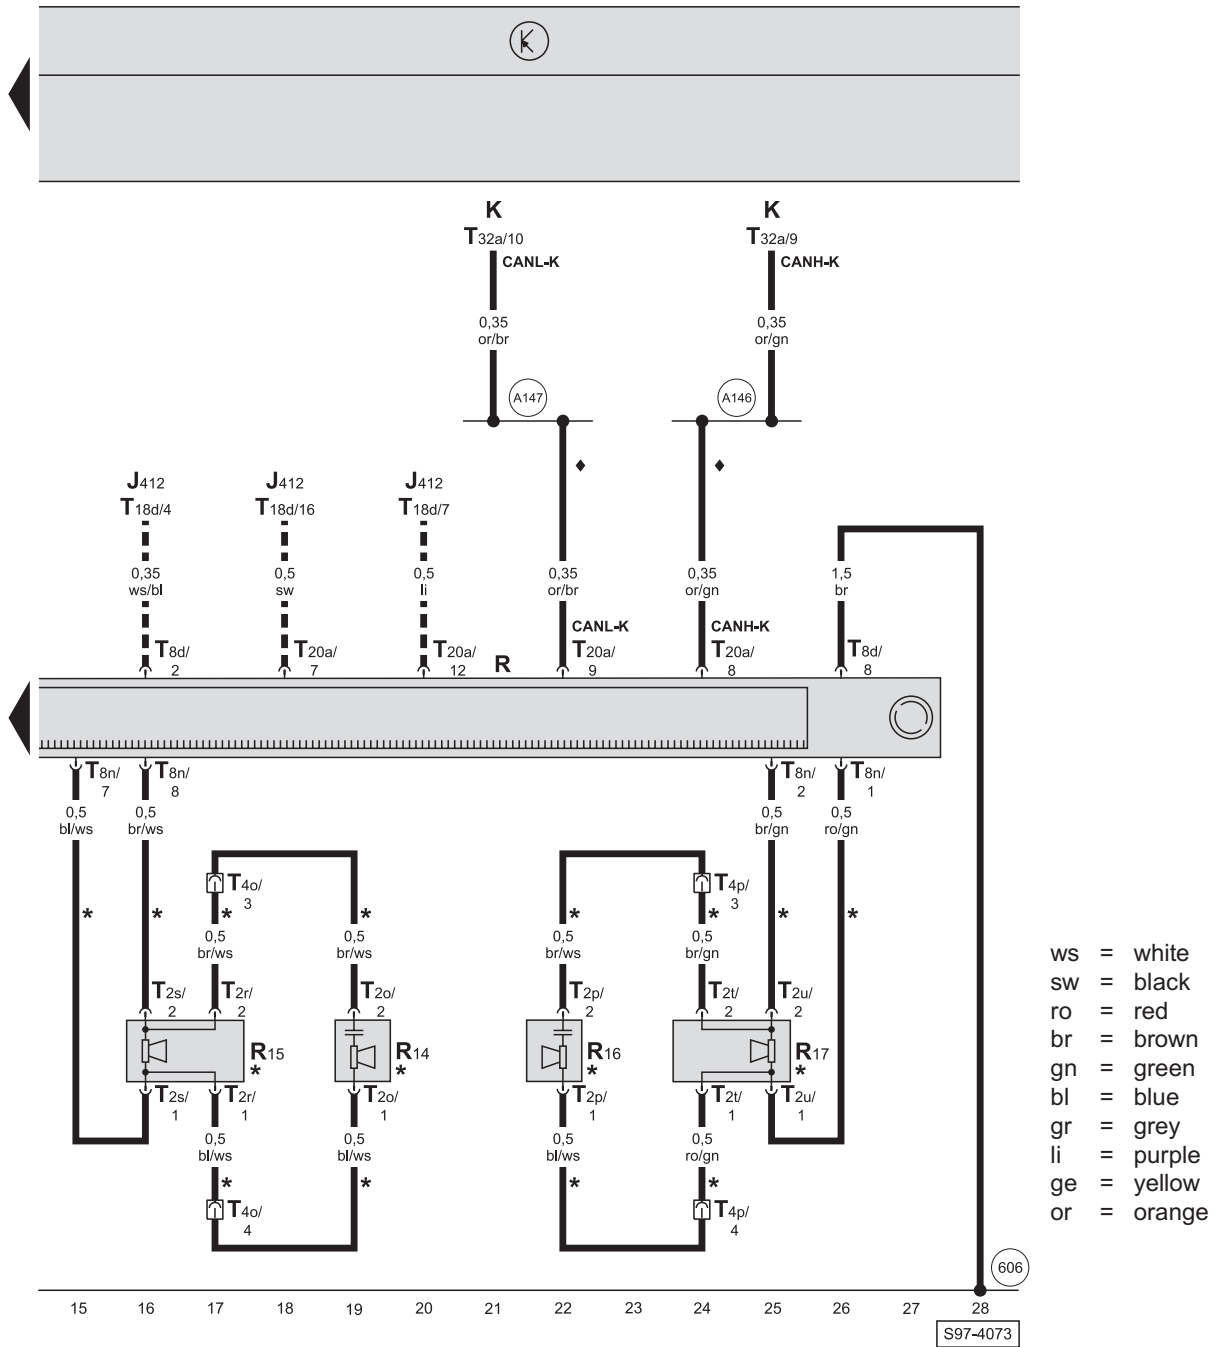 K K
T32a/10 T32a/9
CANL-K CANH-K
0,35 0,35
or/br or/gn
A147 A146
J412 J412 J412
T18d/4 T18d/16 T18d/7
0,35 0,5 0,5 0,35 0,35 1,5
ws/bl sw li or/br or/gn br
CANL-K CANH-K
T8d/ T20a/ T20a/ R T20a/ T20a/ T8d/
2 7 12 9 8 8
T8n/ T8n/ T8n/ T8n/
7 8 2 1
0,5 0,5 0,5 0,5
bl/ws br/ws br/gn ro/gn
T4o/ T4p/
3 3
* * * * * * * *
0,5 0,5 0,5 0,5
br/ws br/ws br/ws br/gn
T2s/ T2r/ T2o/ T2p/ T2t/ T2u/
2 2 2 2 2 2
R15 R14 R16 R17
* * * *
T2s/ T2r/ T2o/ T2p/ T2t/ T2u/
1 1 1 1 1 1
0,5 0,5 0,5 0,5
bl/ws bl/ws bl/ws ro/gn
* * * *
T4o/ T4p/
4 4
606
15 16 17 18 19 20 21 22 23 24 25 26 27 28
S97-4073
ws = white
sw = black
ro = red
br = brown
gn = green
bl = blue
gr = grey
li = purple
ge = yellow
or = orange